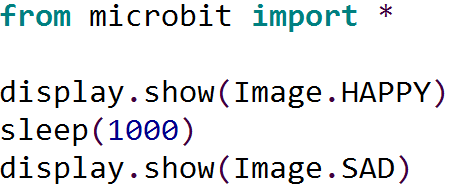 from microbit import *
display.show(Image.HAPPY)
sleep(1000)
display.show(Image.SAD)